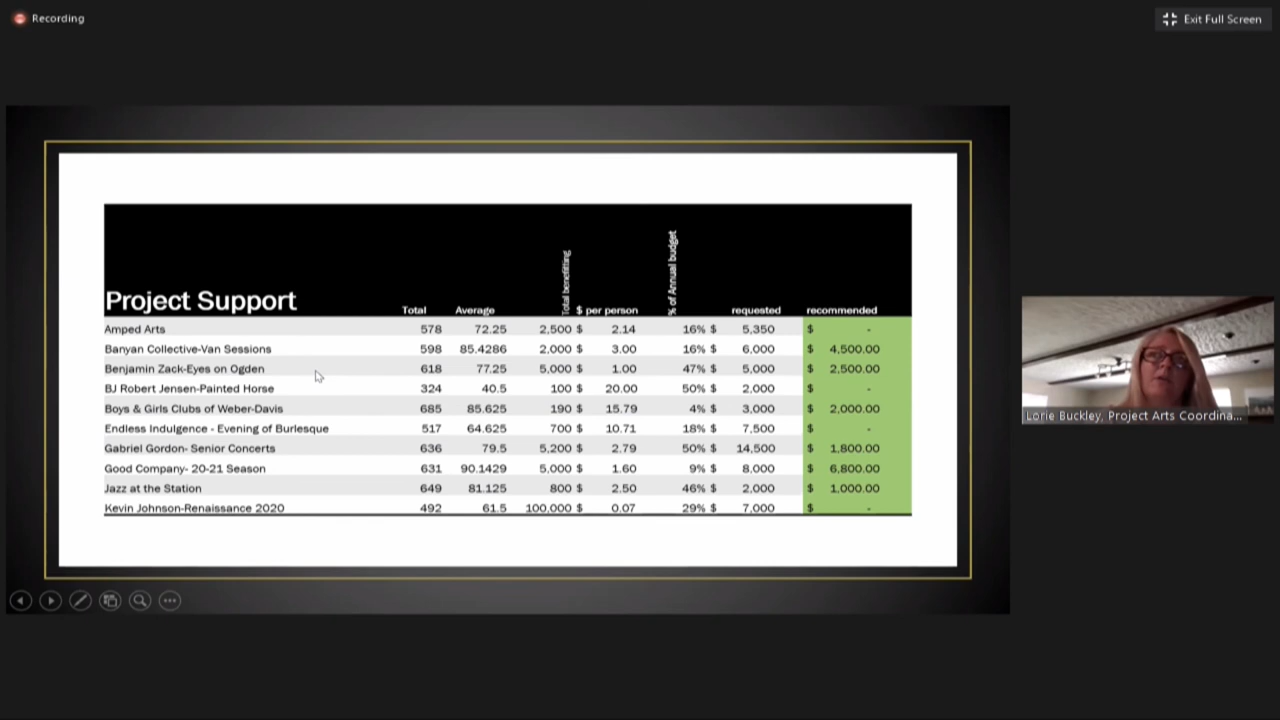 Recording
Exit Full Screen
Total benefitting
% of Annual budget
Project Support Total Average $ per person requested recommended
Amped Arts 578 72.25 2,500 $ 2.14 16% $ 5,350 $ -
Banyan Collective-Van Sessions 598 85.4286 2,000 $ 3.00 16% $ 6,000 $ 4,500.00
Benjamin Zack-Eyes on Ogden 618 77.25 5,000 $ 1.00 47% $ 5,000 $ 2,500.00
BJ Robert Jensen-Painted Horse 324 40.5 100 $ 20.00 50% $ 2,000 $ -
Boys & Girls Clubs of Weber-Davis 685 85.625 190 $ 15.79 4% $ 3,000 $ 2,000.00
Endless Indulgence - Evening of Burlesque 517 64.625 700 $ 10.71 18% $ 7,500 $ -
Gabriel Gordon- Senior Concerts 636 79.5 5,200 $ 2.79 50% $ 14,500 $ 1,800.00
Good Company- 20-21 Season 631 90.1429 5,000 $ 1.60 9% $ 8,000 $ 6,800.00
Jazz at the Station 649 81.125 800 $ 2.50 46% $ 2,000 $ 1,000.00
Kevin Johnson-Renaissance 2020 492 61.5 100,000 $ 0.07 29% $ 7,000 $ -
Lorie Buckley, Project Arts Coordina...